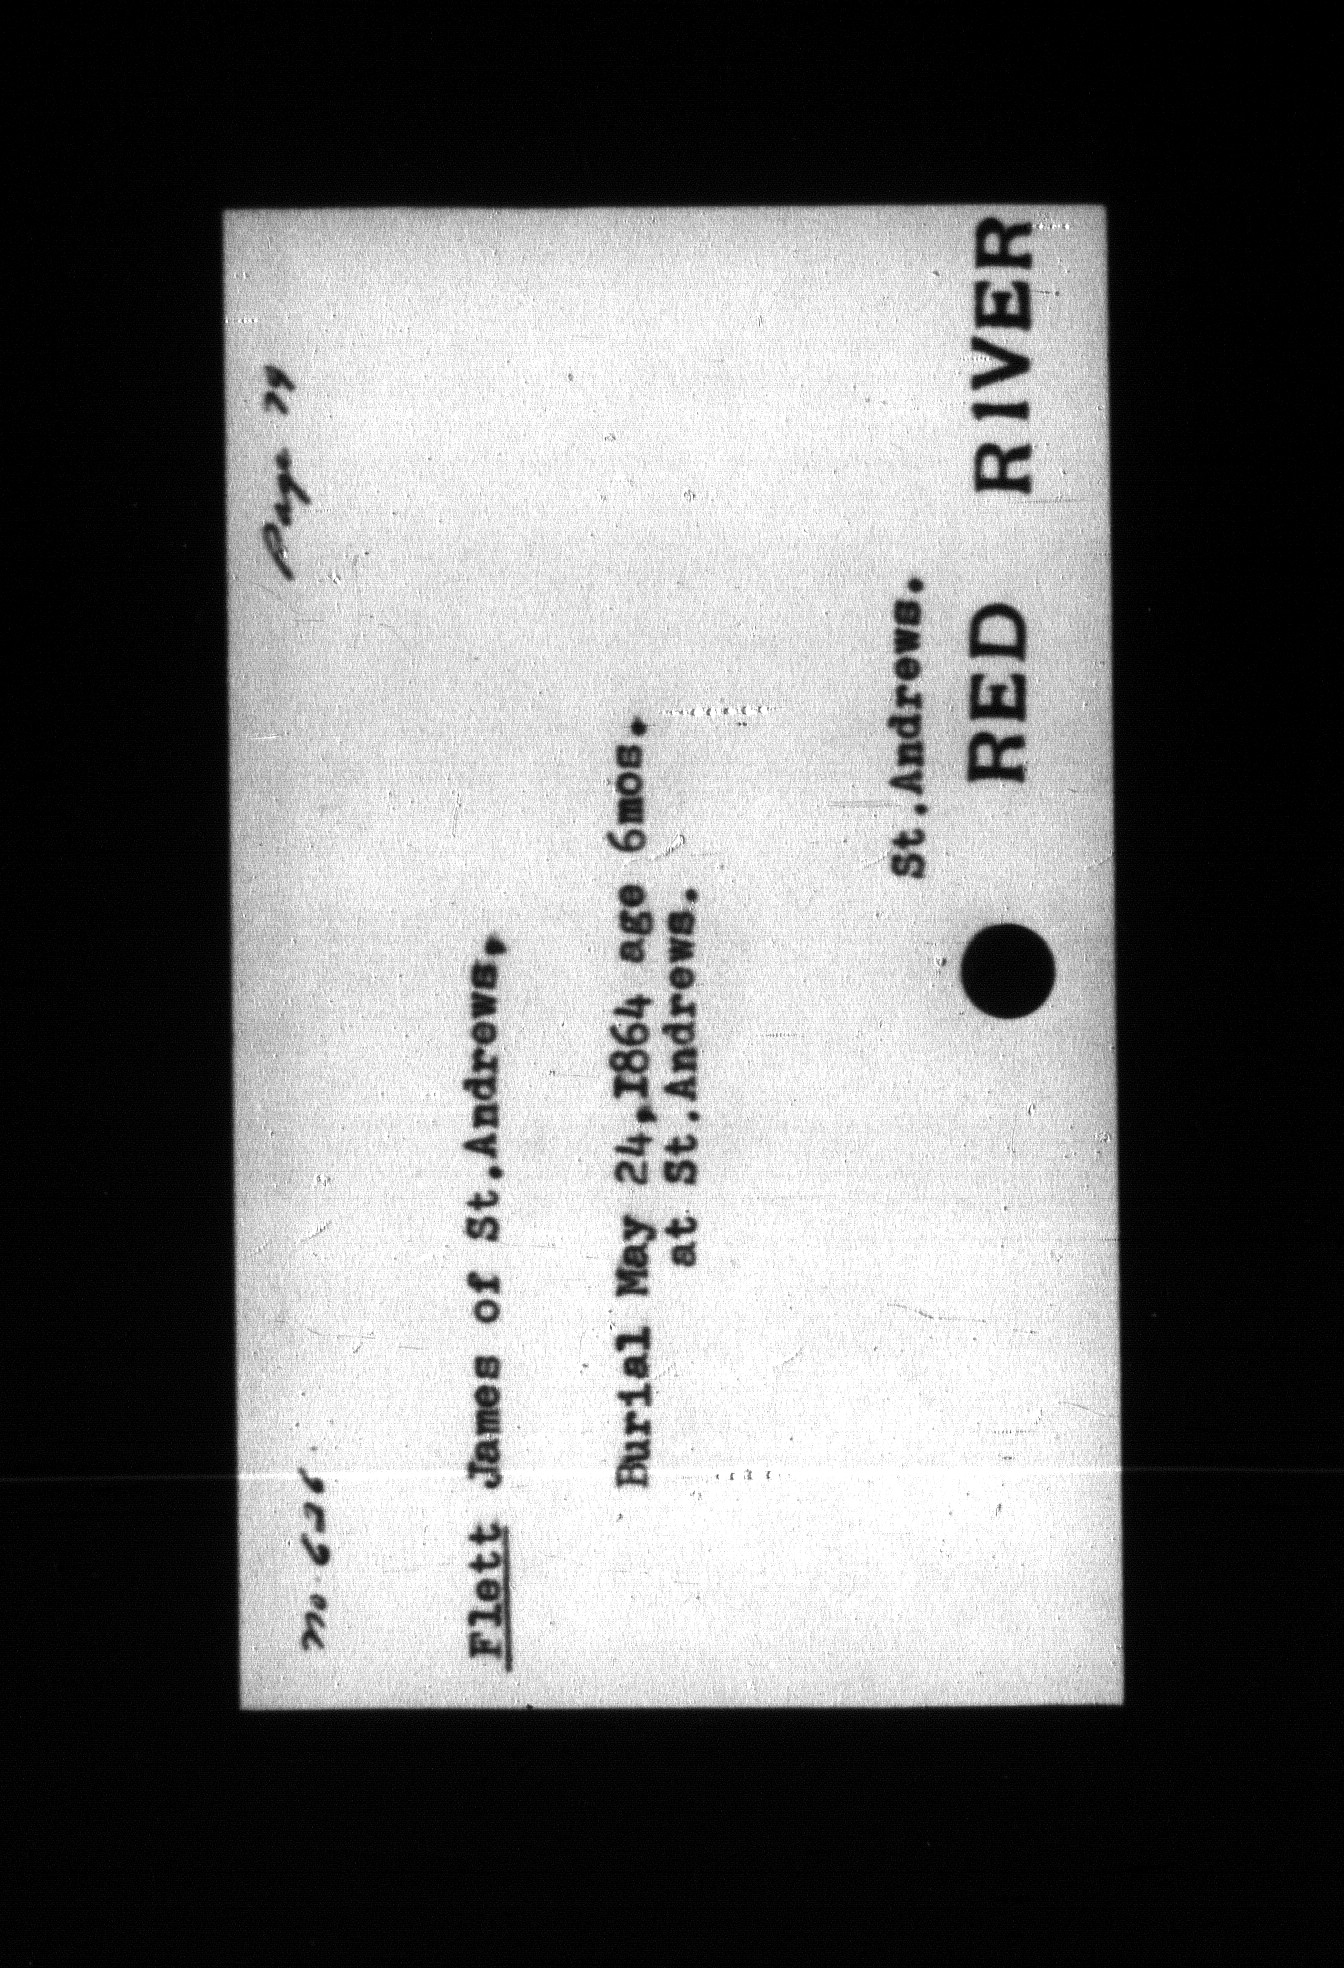 No. 626
Page 79
Flett James of St.Andrews,
Burial May 24,1864 age 6mos.
at St.Andrews.
St.Andrews.
RED RIVER